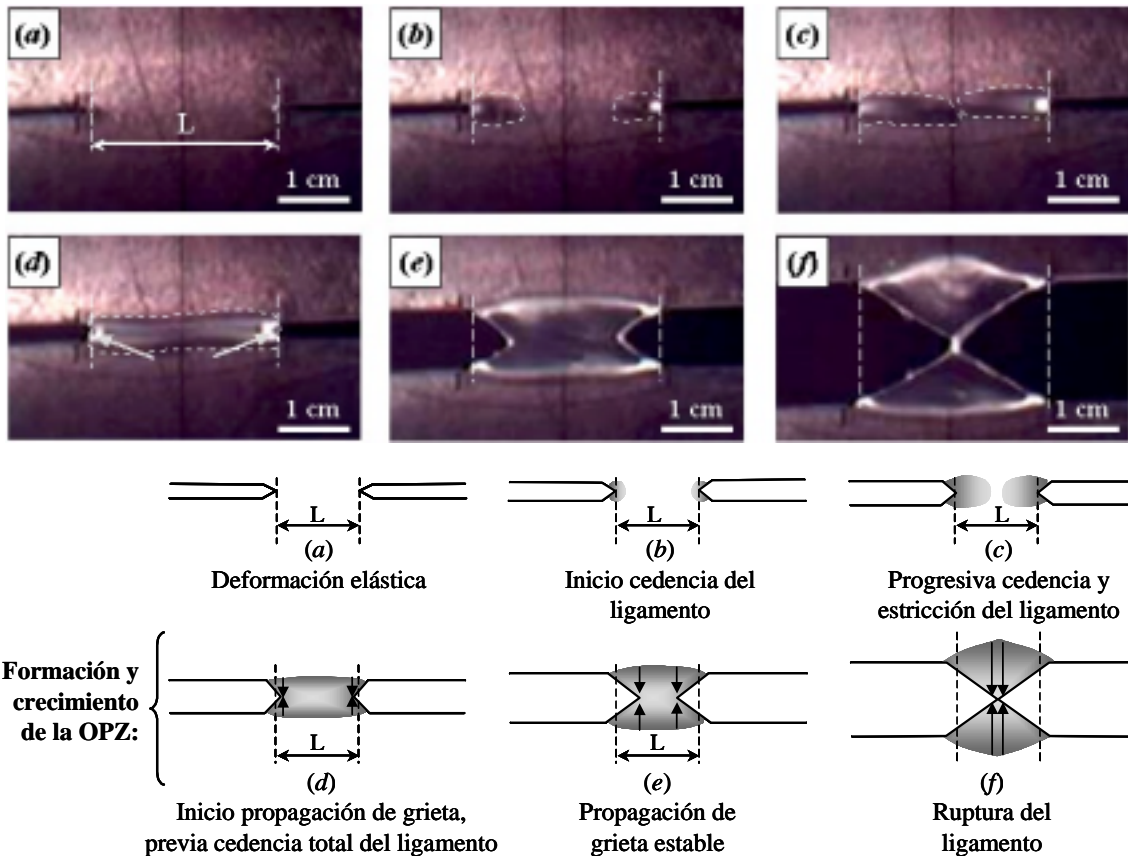 (a)
L
1 cm
(b)
1 cm
(c)
1 cm
(d)
1 cm
(e)
1 cm
(f)
1 cm
L
(a)
Deformación elástica
L
(b)
Inicio cedencia del
ligamento
L
(c)
Progresiva cedencia y
estricción del ligamento
Formación y
crecimiento
de la OPZ:
L
(d)
Inicio propagación de grieta,
previa cedencia total del ligamento
L
(e)
Propagación de
grieta estable
(f)
Ruptura del
ligamento